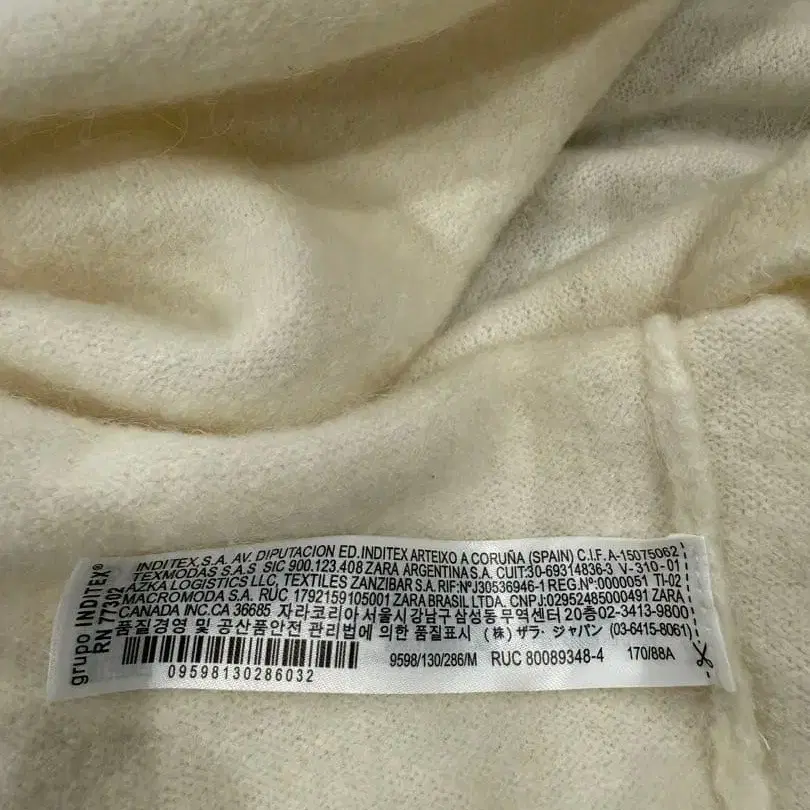 grupo INDITEX®
RN 77302
INDITEX, S.A. AV. DIPUTACION ED. INDITEX ARTEIXO A CORUÑA (SPAIN) C.I.F. A-15075062
TEXMODAS S.A.S SIC 900.123.408 ZARA ARGENTINA S.A. CUIT:30-69314836-3 V-310-01
AZKA LOGISTICS LLC, TEXTILES ZANZIBAR S.A. RIF:NºJ30536946-1 REG.Nº:0000051 TI-02
MACROMODA S.A. RUC 1792159105001 ZARA BRASIL LTDA. CNPJ:02952485000491 ZARA
CANADA INC.CA 36685 자라코리아 서울시강남구삼성동 무역센터 20층02-3413-9800
품질경영 및 공산품안전 관리법에 의한 품질표시 (株) ザラ・ジャパン (03-6415-8061)
09598130286032
9598/130/286/M RUC 80089348-4 170/88A